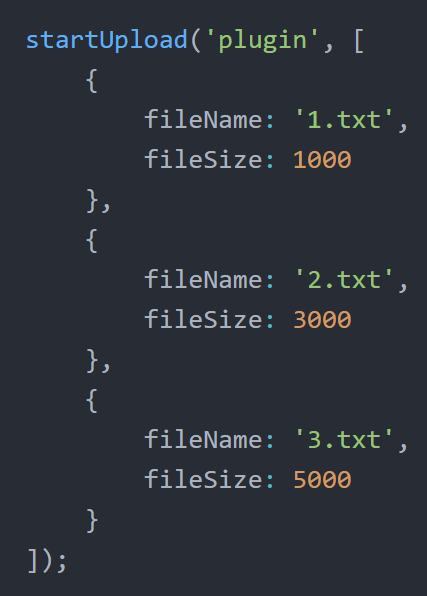 startUpload('plugin', [
    {
        fileName: '1.txt',
        fileSize: 1000
    },
    {
        fileName: '2.txt',
        fileSize: 3000
    },
    {
        fileName: '3.txt',
        fileSize: 5000
    }
]);